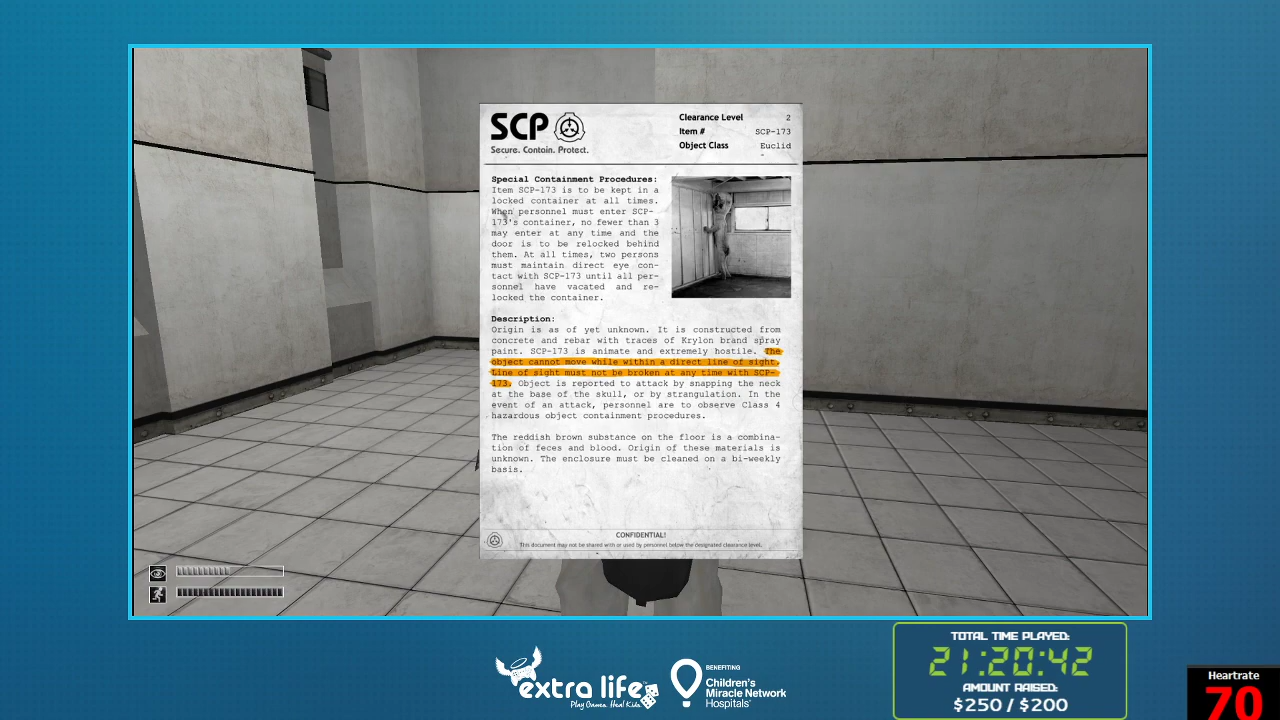 SCP
Secure. Contain. Protect.
Clearance Level 2
Item # SCP-173
Object Class Euclid
Special Containment Procedures:
Item SCP-173 is to be kept in a
locked container at all times.
When personnel must enter SCP-
173's container, no fewer than 3
may enter at any time and the
door is to be relocked behind
them. At all times, two persons
must maintain direct eye con-
tact with SCP-173 until all per-
sonnel have vacated and re-
locked the container.
Description:
Origin is as of yet unknown. It is constructed from
concrete and rebar with traces of Krylon brand spray
paint. SCP-173 is animate and extremely hostile. The
object cannot move while within a direct line of sight.
Line of sight must not be broken at any time with SCP-
173. Object is reported to attack by snapping the neck
at the base of the skull, or by strangulation. In the
event of an attack, personnel are to observe Class 4
hazardous object containment procedures.
The reddish brown substance on the floor is a combina-
tion of feces and blood. Origin of these materials is
unknown. The enclosure must be cleaned on a bi-weekly
basis.
CONFIDENTIAL!
This document may not be shared with or used by personnel below the designated clearance level.
extra life
Play Games. Heal Kids.
BENEFITING
Children's
Miracle Network
Hospitals
TOTAL TIME PLAYED:
21:20:42
AMOUNT RAISED:
$250 / $200
Heartrate
70